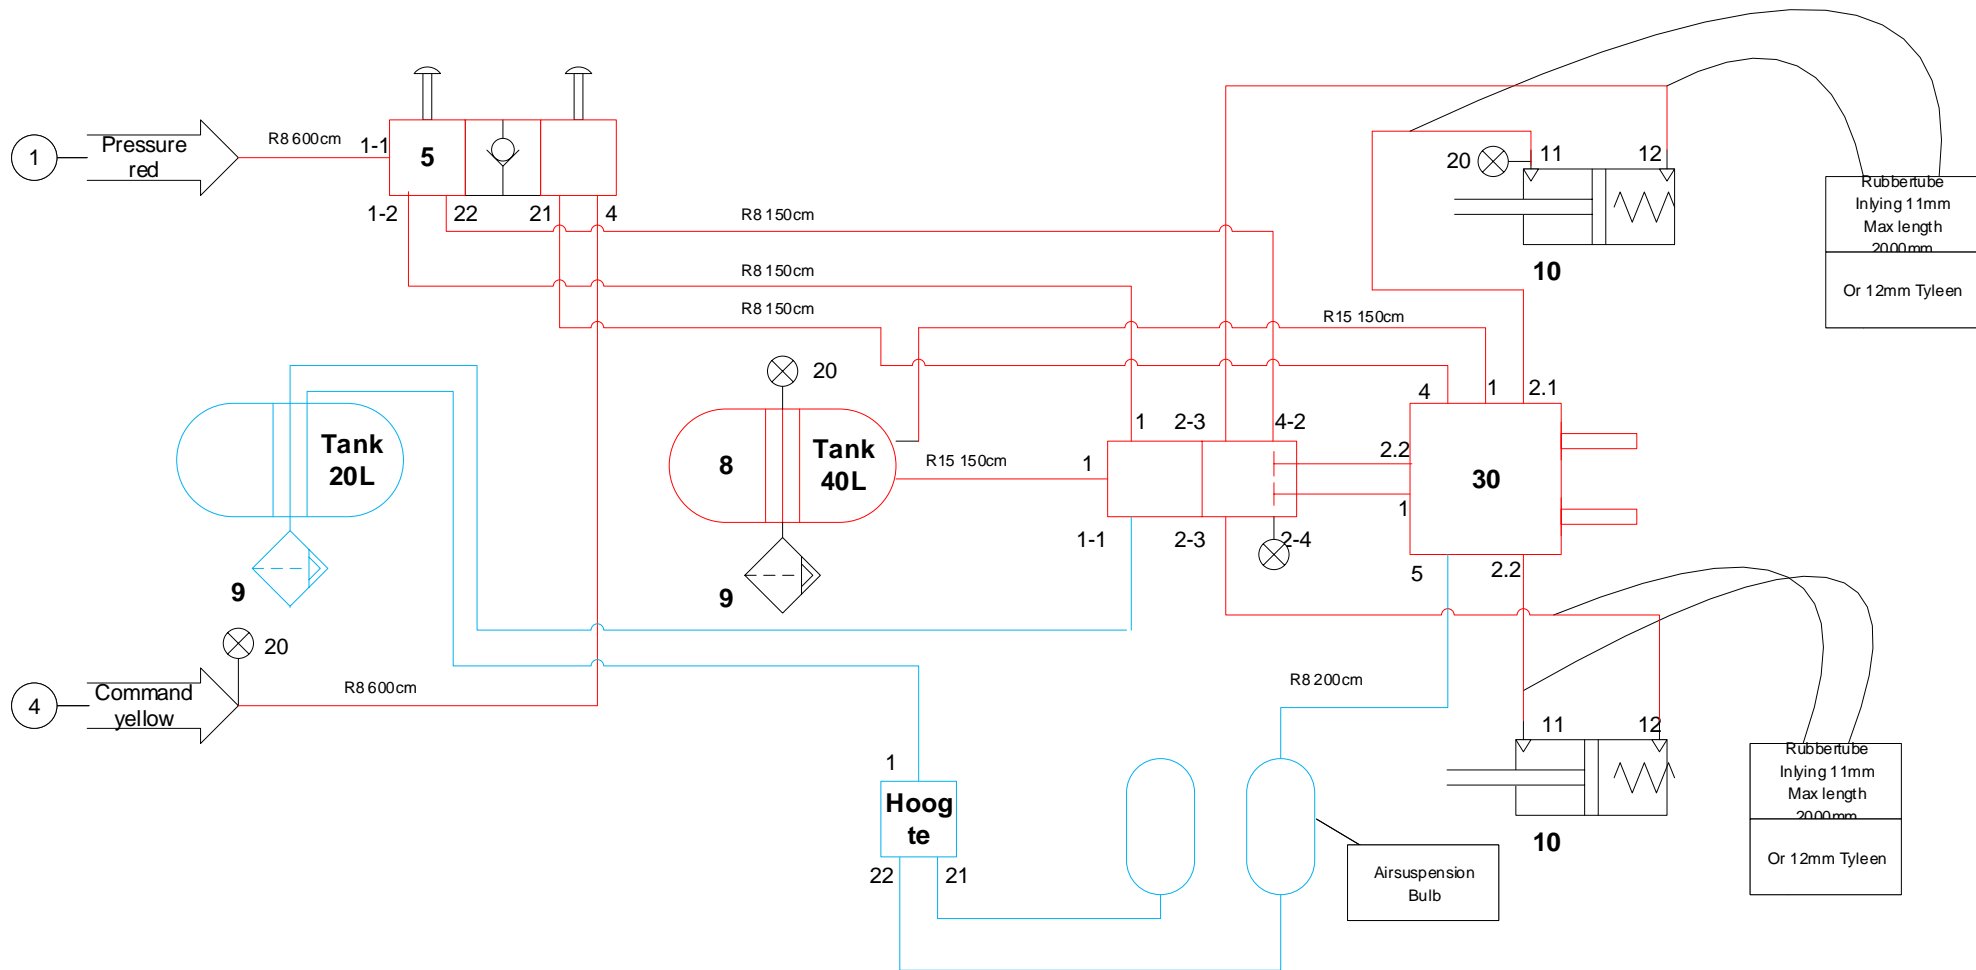 1
Pressure
red
R8 600cm
1-1
5
1-2
22
21
4
R8 150cm
R8 150cm
R8 150cm
R15 150cm
20
11
12
10
Rubbertube
Inlying 11mm
Max length
2000mm
Or 12mm Tyleen
Tank
20L
9
20
8
Tank
40L
9
R15 150cm
1
1
2-3
4-2
1-1
2-3
2-4
4
1
2.1
2.2
1
30
5
2.2
4
Command
yellow
20
R8 600cm
R8 200cm
1
Hoog
te
22
21
Airsuspension
Bulb
11
12
10
Rubbertube
Inlying 11mm
Max length
2000mm
Or 12mm Tyleen